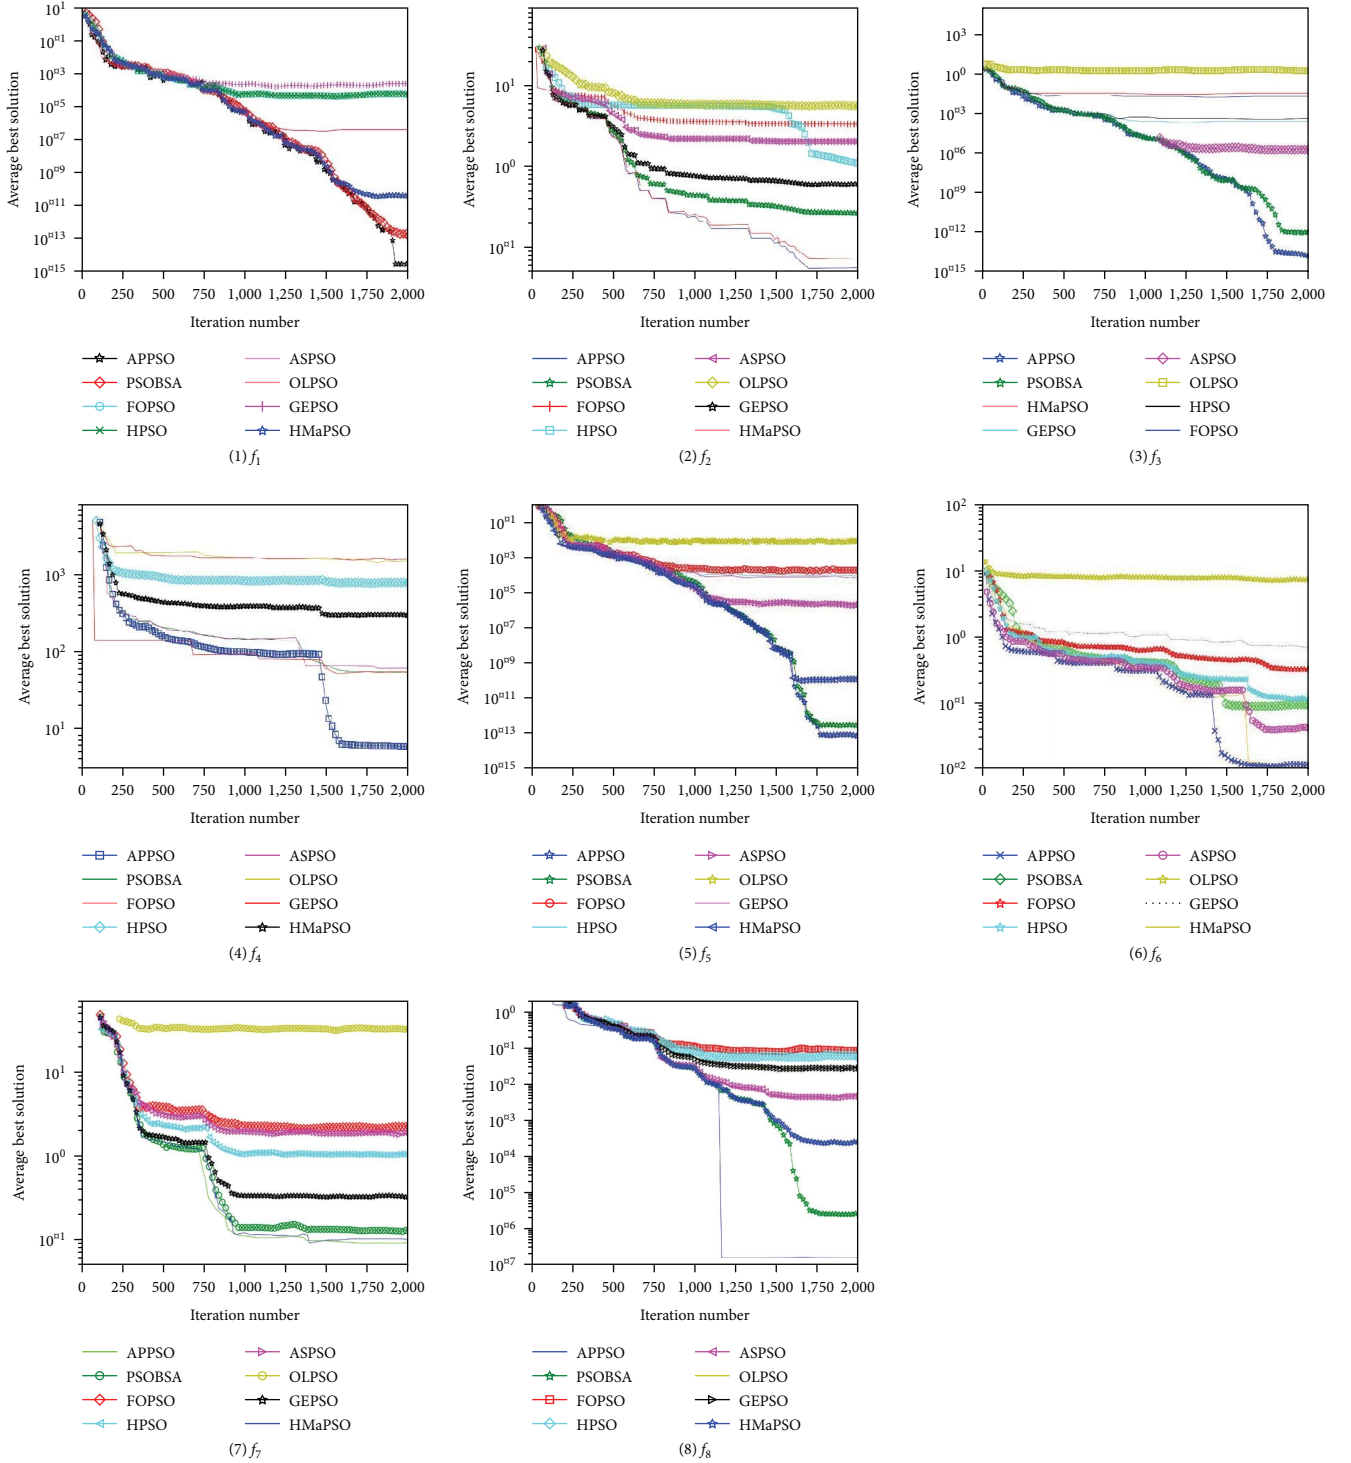 Average best solution
10^1
10^¤1
10^¤3
10^¤5
10^¤7
10^¤9
10^¤11
10^¤13
10^¤15
0 250 500 750 1,000 1,250 1,500 1,750 2,000
Iteration number
APPSO ASPSO
PSOBSA OLPSO
FOPSO GEPSO
HPSO HMaPSO
(1) f_1
Average best solution
10^1
10^0
10^¤1
0 250 500 750 1,000 1,250 1,500 1,750 2,000
Iteration number
APPSO ASPSO
PSOBSA OLPSO
FOPSO GEPSO
HPSO HMaPSO
(2) f_2
Average best solution
10^3
10^0
10^¤3
10^¤6
10^¤9
10^¤12
10^¤15
0 250 500 750 1,000 1,250 1,500 1,750 2,000
Iteration number
APPSO ASPSO
PSOBSA OLPSO
HMaPSO HPSO
GEPSO FOPSO
(3) f_3
Average best solution
10^3
10^2
10^1
0 250 500 750 1,000 1,250 1,500 1,750 2,000
Iteration number
APPSO ASPSO
PSOBSA OLPSO
FOPSO GEPSO
HPSO HMaPSO
(4) f_4
Average best solution
10^¤1
10^¤3
10^¤5
10^¤7
10^¤9
10^¤11
10^¤13
10^¤15
0 250 500 750 1,000 1,250 1,500 1,750 2,000
Iteration number
APPSO ASPSO
PSOBSA OLPSO
FOPSO GEPSO
HPSO HMaPSO
(5) f_5
Average best solution
10^2
10^1
10^0
10^¤1
10^¤2
0 250 500 750 1,000 1,250 1,500 1,750 2,000
Iteration number
APPSO ASPSO
PSOBSA OLPSO
FOPSO GEPSO
HPSO HMaPSO
(6) f_6
Average best solution
10^1
10^0
10^¤1
0 250 500 750 1,000 1,250 1,500 1,750 2,000
Iteration number
APPSO ASPSO
PSOBSA OLPSO
FOPSO GEPSO
HPSO HMaPSO
(7) f_7
Average best solution
10^0
10^¤1
10^¤2
10^¤3
10^¤4
10^¤5
10^¤6
10^¤7
0 250 500 750 1,000 1,250 1,500 1,750 2,000
Iteration number
APPSO ASPSO
PSOBSA OLPSO
FOPSO GEPSO
HPSO HMaPSO
(8) f_8